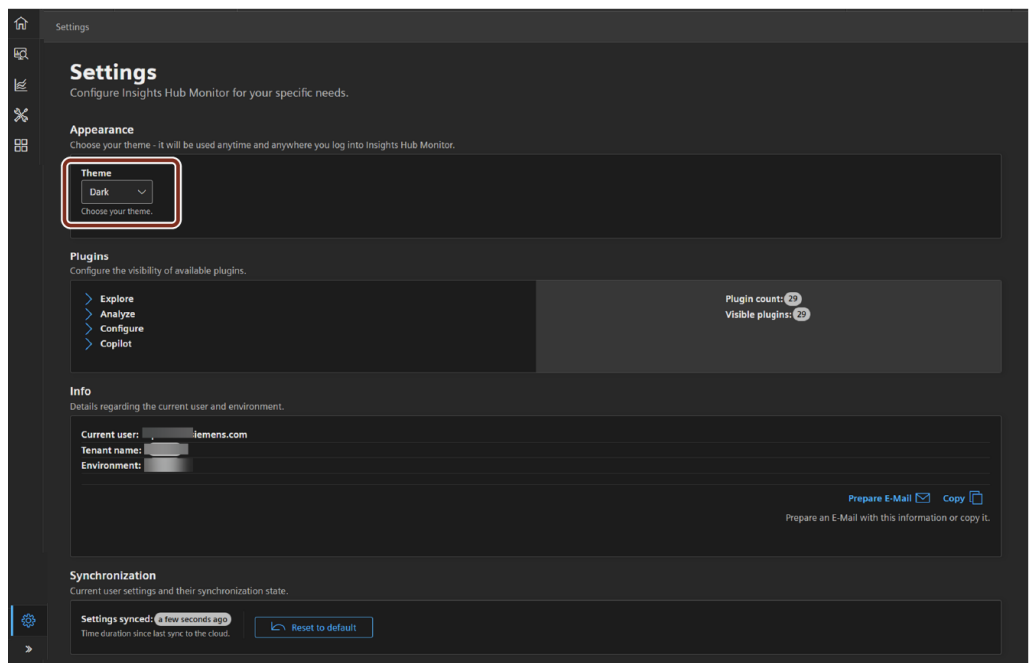 Settings
Settings
Configure Insights Hub Monitor for your specific needs.
Appearance
Choose your theme - it will be used anytime and anywhere you log into Insights Hub Monitor.
Theme
Dark
Choose your theme.
Plugins
Configure the visibility of available plugins.
Explore
Analyze
Configure
Copilot
Plugin count: 29
Visible plugins: 29
Info
Details regarding the current user and environment.
Current user: iemens.com
Tenant name:
Environment:
Prepare E-Mail Copy
Prepare an E-Mail with this information or copy it.
Synchronization
Current user settings and their synchronization state.
Settings synced: a few seconds ago
Time duration since last sync to the cloud.
Reset to default